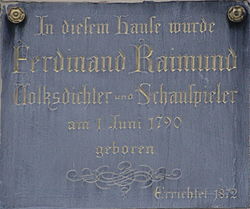 In diesem Hause wurde
Ferdinand Raimund
Volksdichter und Schauspieler
am 1. Juni 1790
geboren
Errichtet 1872